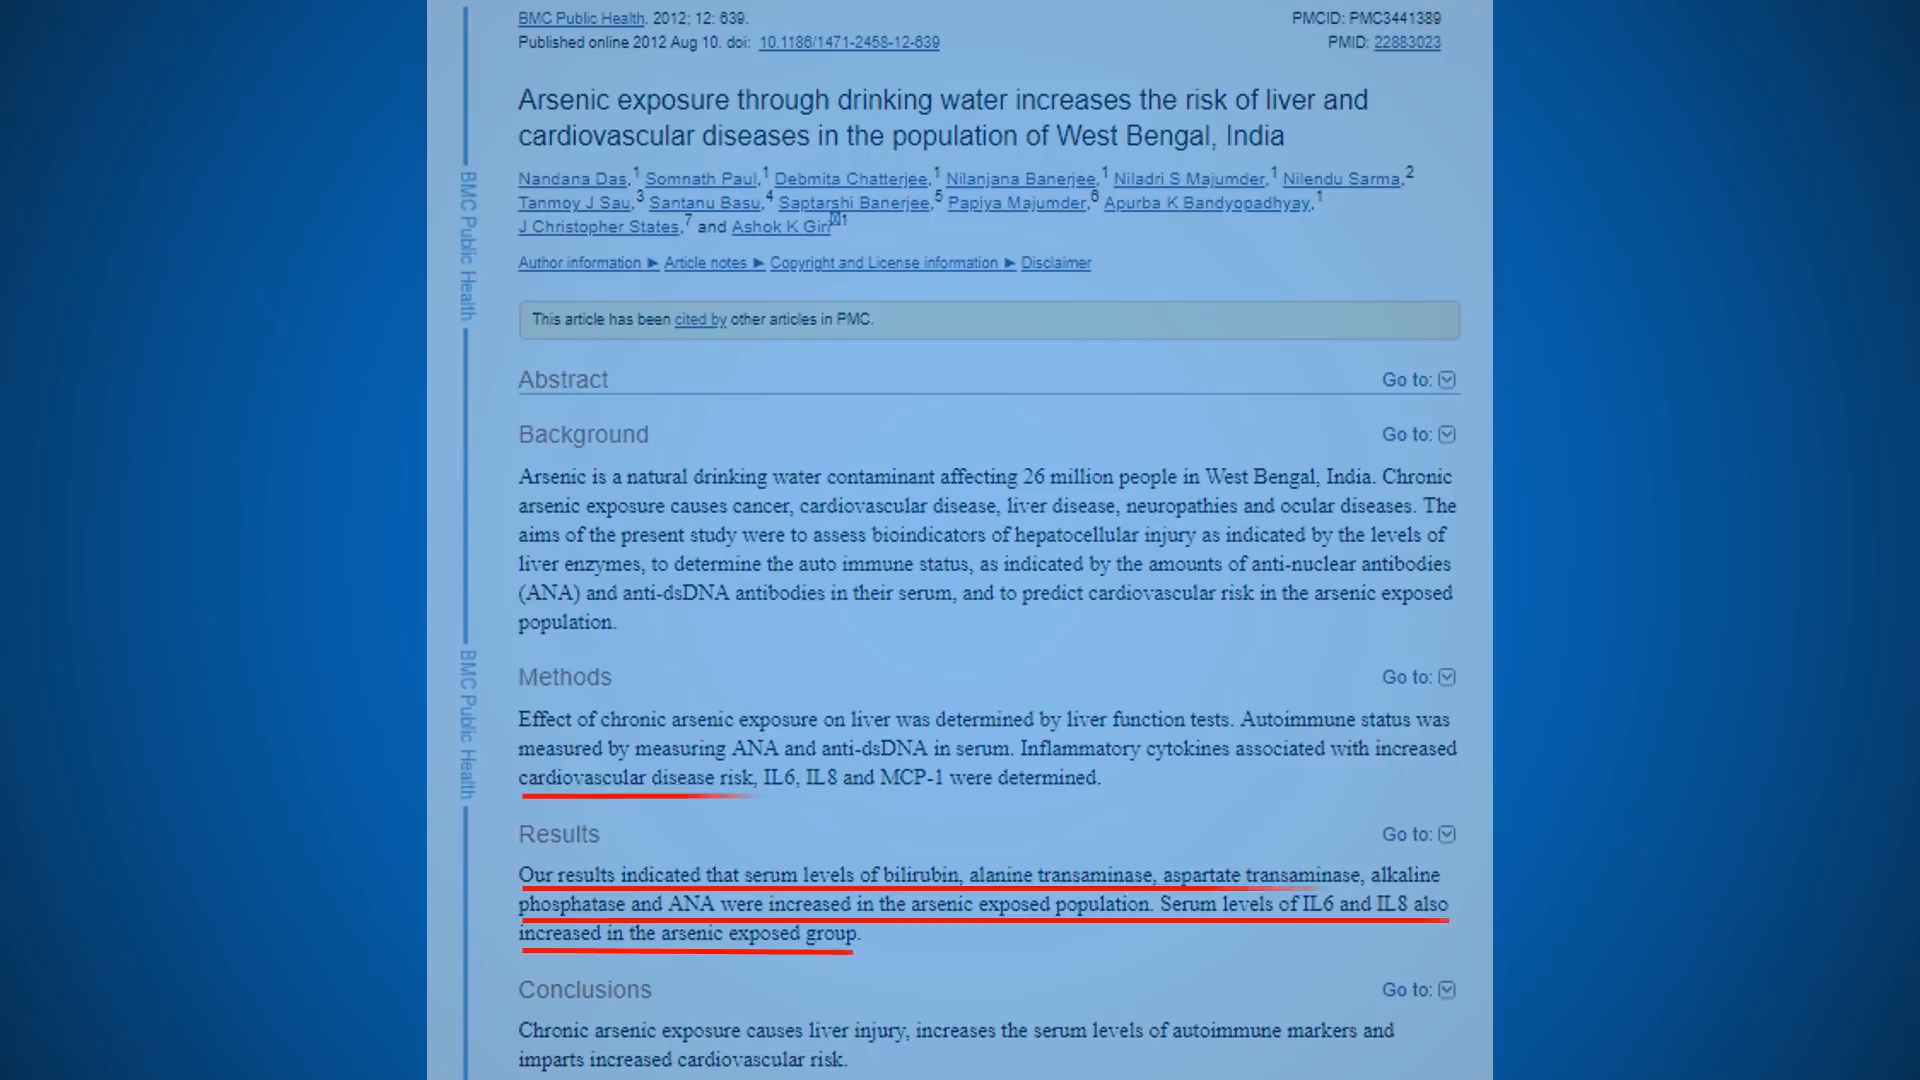 BMC Public Health. 2012; 12: 639.
PMCID: PMC3441389
Published online 2012 Aug 10. doi: 10.1186/1471-2458-12-639
PMID: 22883023
Arsenic exposure through drinking water increases the risk of liver and
cardiovascular diseases in the population of West Bengal, India
Nandana Das,1 Somnath Paul,1 Debmita Chatterjee,1 Nilanjana Banerjee,1 Niladri S Majumder,1 Nilendu Sarma,2
Tanmoy J Sau,3 Santanu Basu,4 Saptarshi Banerjee,5 Papiya Majumder,6 Apurba K Bandyopadhyay,1
J Christopher States,7 and Ashok K Giri1
Author information ► Article notes ► Copyright and License information ► Disclaimer
This article has been cited by other articles in PMC.
Abstract
Go to:
Background
Go to:
Arsenic is a natural drinking water contaminant affecting 26 million people in West Bengal, India. Chronic
arsenic exposure causes cancer, cardiovascular disease, liver disease, neuropathies and ocular diseases. The
aims of the present study were to assess bioindicators of hepatocellular injury as indicated by the levels of
liver enzymes, to determine the auto immune status, as indicated by the amounts of anti-nuclear antibodies
(ANA) and anti-dsDNA antibodies in their serum, and to predict cardiovascular risk in the arsenic exposed
population.
Methods
Go to:
Effect of chronic arsenic exposure on liver was determined by liver function tests. Autoimmune status was
measured by measuring ANA and anti-dsDNA in serum. Inflammatory cytokines associated with increased
cardiovascular disease risk, IL6, IL8 and MCP-1 were determined.
Results
Go to:
Our results indicated that serum levels of bilirubin, alanine transaminase, aspartate transaminase, alkaline
phosphatase and ANA were increased in the arsenic exposed population. Serum levels of IL6 and IL8 also
increased in the arsenic exposed group.
Conclusions
Go to:
Chronic arsenic exposure causes liver injury, increases the serum levels of autoimmune markers and
imparts increased cardiovascular risk.
BMC Public Health
BMC Public Health